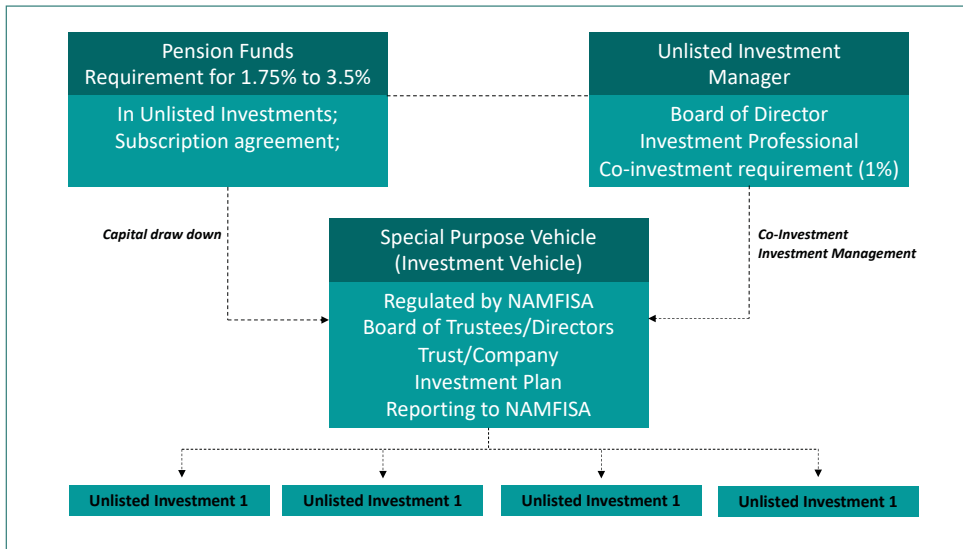 Pension Funds
Requirement for 1.75% to 3.5%
In Unlisted Investments;
Subscription agreement;
Unlisted Investment
Manager
Board of Director
Investment Professional
Co-investment requirement (1%)
Capital draw down
Co-Investment
Investment Management
Special Purpose Vehicle
(Investment Vehicle)
Regulated by NAMFISA
Board of Trustees/Directors
Trust/Company
Investment Plan
Reporting to NAMFISA
Unlisted Investment 1
Unlisted Investment 1
Unlisted Investment 1
Unlisted Investment 1